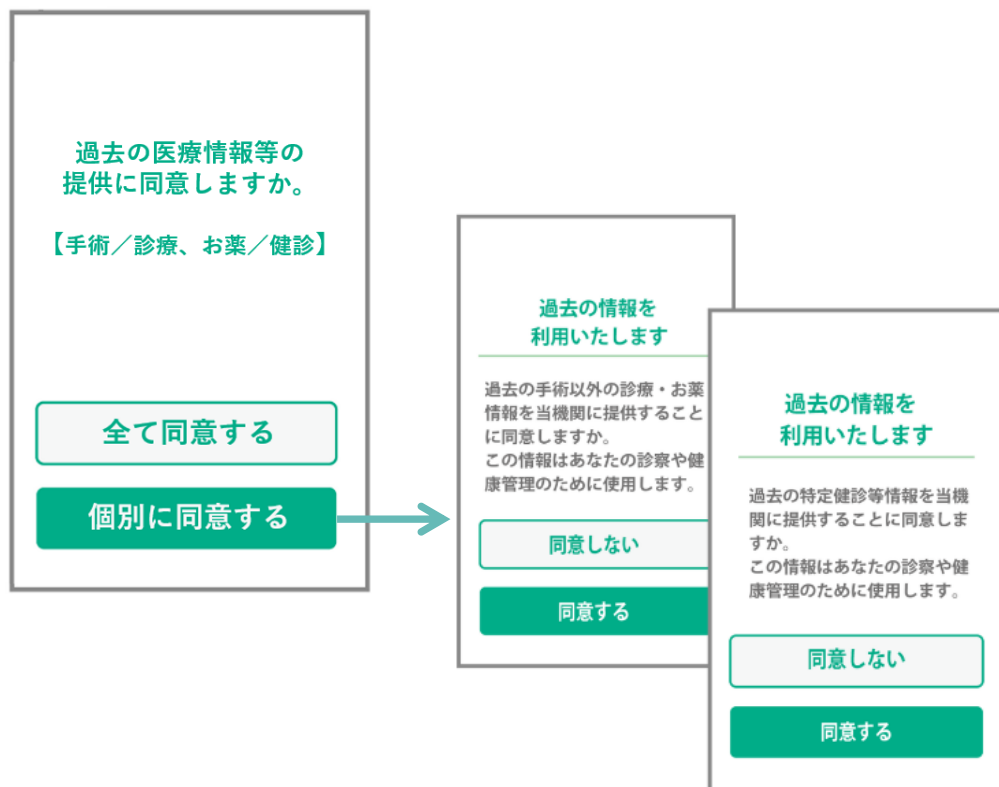 過去の医療情報等の
提供に同意しますか。
【手術／診療、お薬／健診】
全て同意する
個別に同意する
過去の情報を
利用いたします
過去の手術以外の診療・お薬
情報を当機関に提供すること
に同意しますか。
この情報はあなたの診察や健
康管理のために使用します。
同意しない
同意する
過去の情報を
利用いたします
過去の特定健診等情報を当機
関に提供することに同意しま
すか。
この情報はあなたの診察や健
康管理のために使用します。
同意しない
同意する